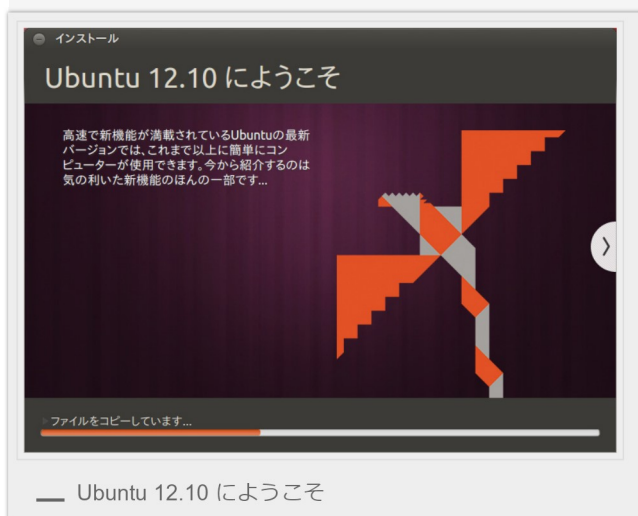 インストール
Ubuntu 12.10 にようこそ
高速で新機能が満載されているUbuntuの最新
バージョンでは、これまで以上に簡単にコン
ピューターが使用できます。今から紹介するのは
気の利いた新機能のほんの一部です...
ファイルをコピーしています...
Ubuntu 12.10 にようこそ